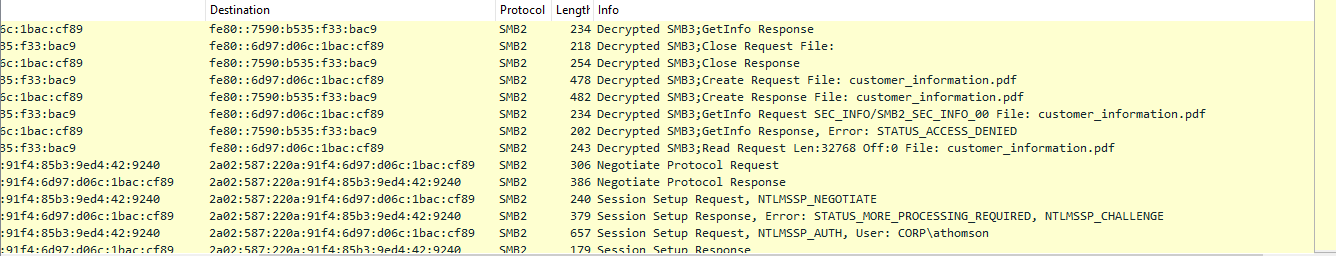 Destination Protocol Length Info
6c:1bac:cf89 fe80::7590:b535:f33:bac9 SMB2 234 Decrypted SMB3;GetInfo Response
35:f33:bac9 fe80::6d97:d06c:1bac:cf89 SMB2 218 Decrypted SMB3;Close Request File:
6c:1bac:cf89 fe80::7590:b535:f33:bac9 SMB2 254 Decrypted SMB3;Close Response
35:f33:bac9 fe80::6d97:d06c:1bac:cf89 SMB2 478 Decrypted SMB3;Create Request File: customer_information.pdf
6c:1bac:cf89 fe80::7590:b535:f33:bac9 SMB2 482 Decrypted SMB3;Create Response File: customer_information.pdf
35:f33:bac9 fe80::6d97:d06c:1bac:cf89 SMB2 234 Decrypted SMB3;GetInfo Request SEC_INFO/SMB2_SEC_INFO_00 File: customer_information.pdf
6c:1bac:cf89 fe80::7590:b535:f33:bac9 SMB2 202 Decrypted SMB3;GetInfo Response, Error: STATUS_ACCESS_DENIED
35:f33:bac9 fe80::6d97:d06c:1bac:cf89 SMB2 243 Decrypted SMB3;Read Request Len:32768 Off:0 File: customer_information.pdf
:91f4:85b3:9ed4:42:9240 2a02:587:220a:91f4:6d97:d06c:1bac:cf89 SMB2 306 Negotiate Protocol Request
:91f4:6d97:d06c:1bac:cf89 2a02:587:220a:91f4:85b3:9ed4:42:9240 SMB2 386 Negotiate Protocol Response
:91f4:85b3:9ed4:42:9240 2a02:587:220a:91f4:6d97:d06c:1bac:cf89 SMB2 240 Session Setup Request, NTLMSSP_NEGOTIATE
:91f4:6d97:d06c:1bac:cf89 2a02:587:220a:91f4:85b3:9ed4:42:9240 SMB2 379 Session Setup Response, Error: STATUS_MORE_PROCESSING_REQUIRED, NTLMSSP_CHALLENGE
:91f4:85b3:9ed4:42:9240 2a02:587:220a:91f4:6d97:d06c:1bac:cf89 SMB2 657 Session Setup Request, NTLMSSP_AUTH, User: CORP\athomson
:91f4:6d97:d06c:1bac:cf89 2a02:587:220a:91f4:85b3:9ed4:42:9240 SMB2 179 Session Setup Response